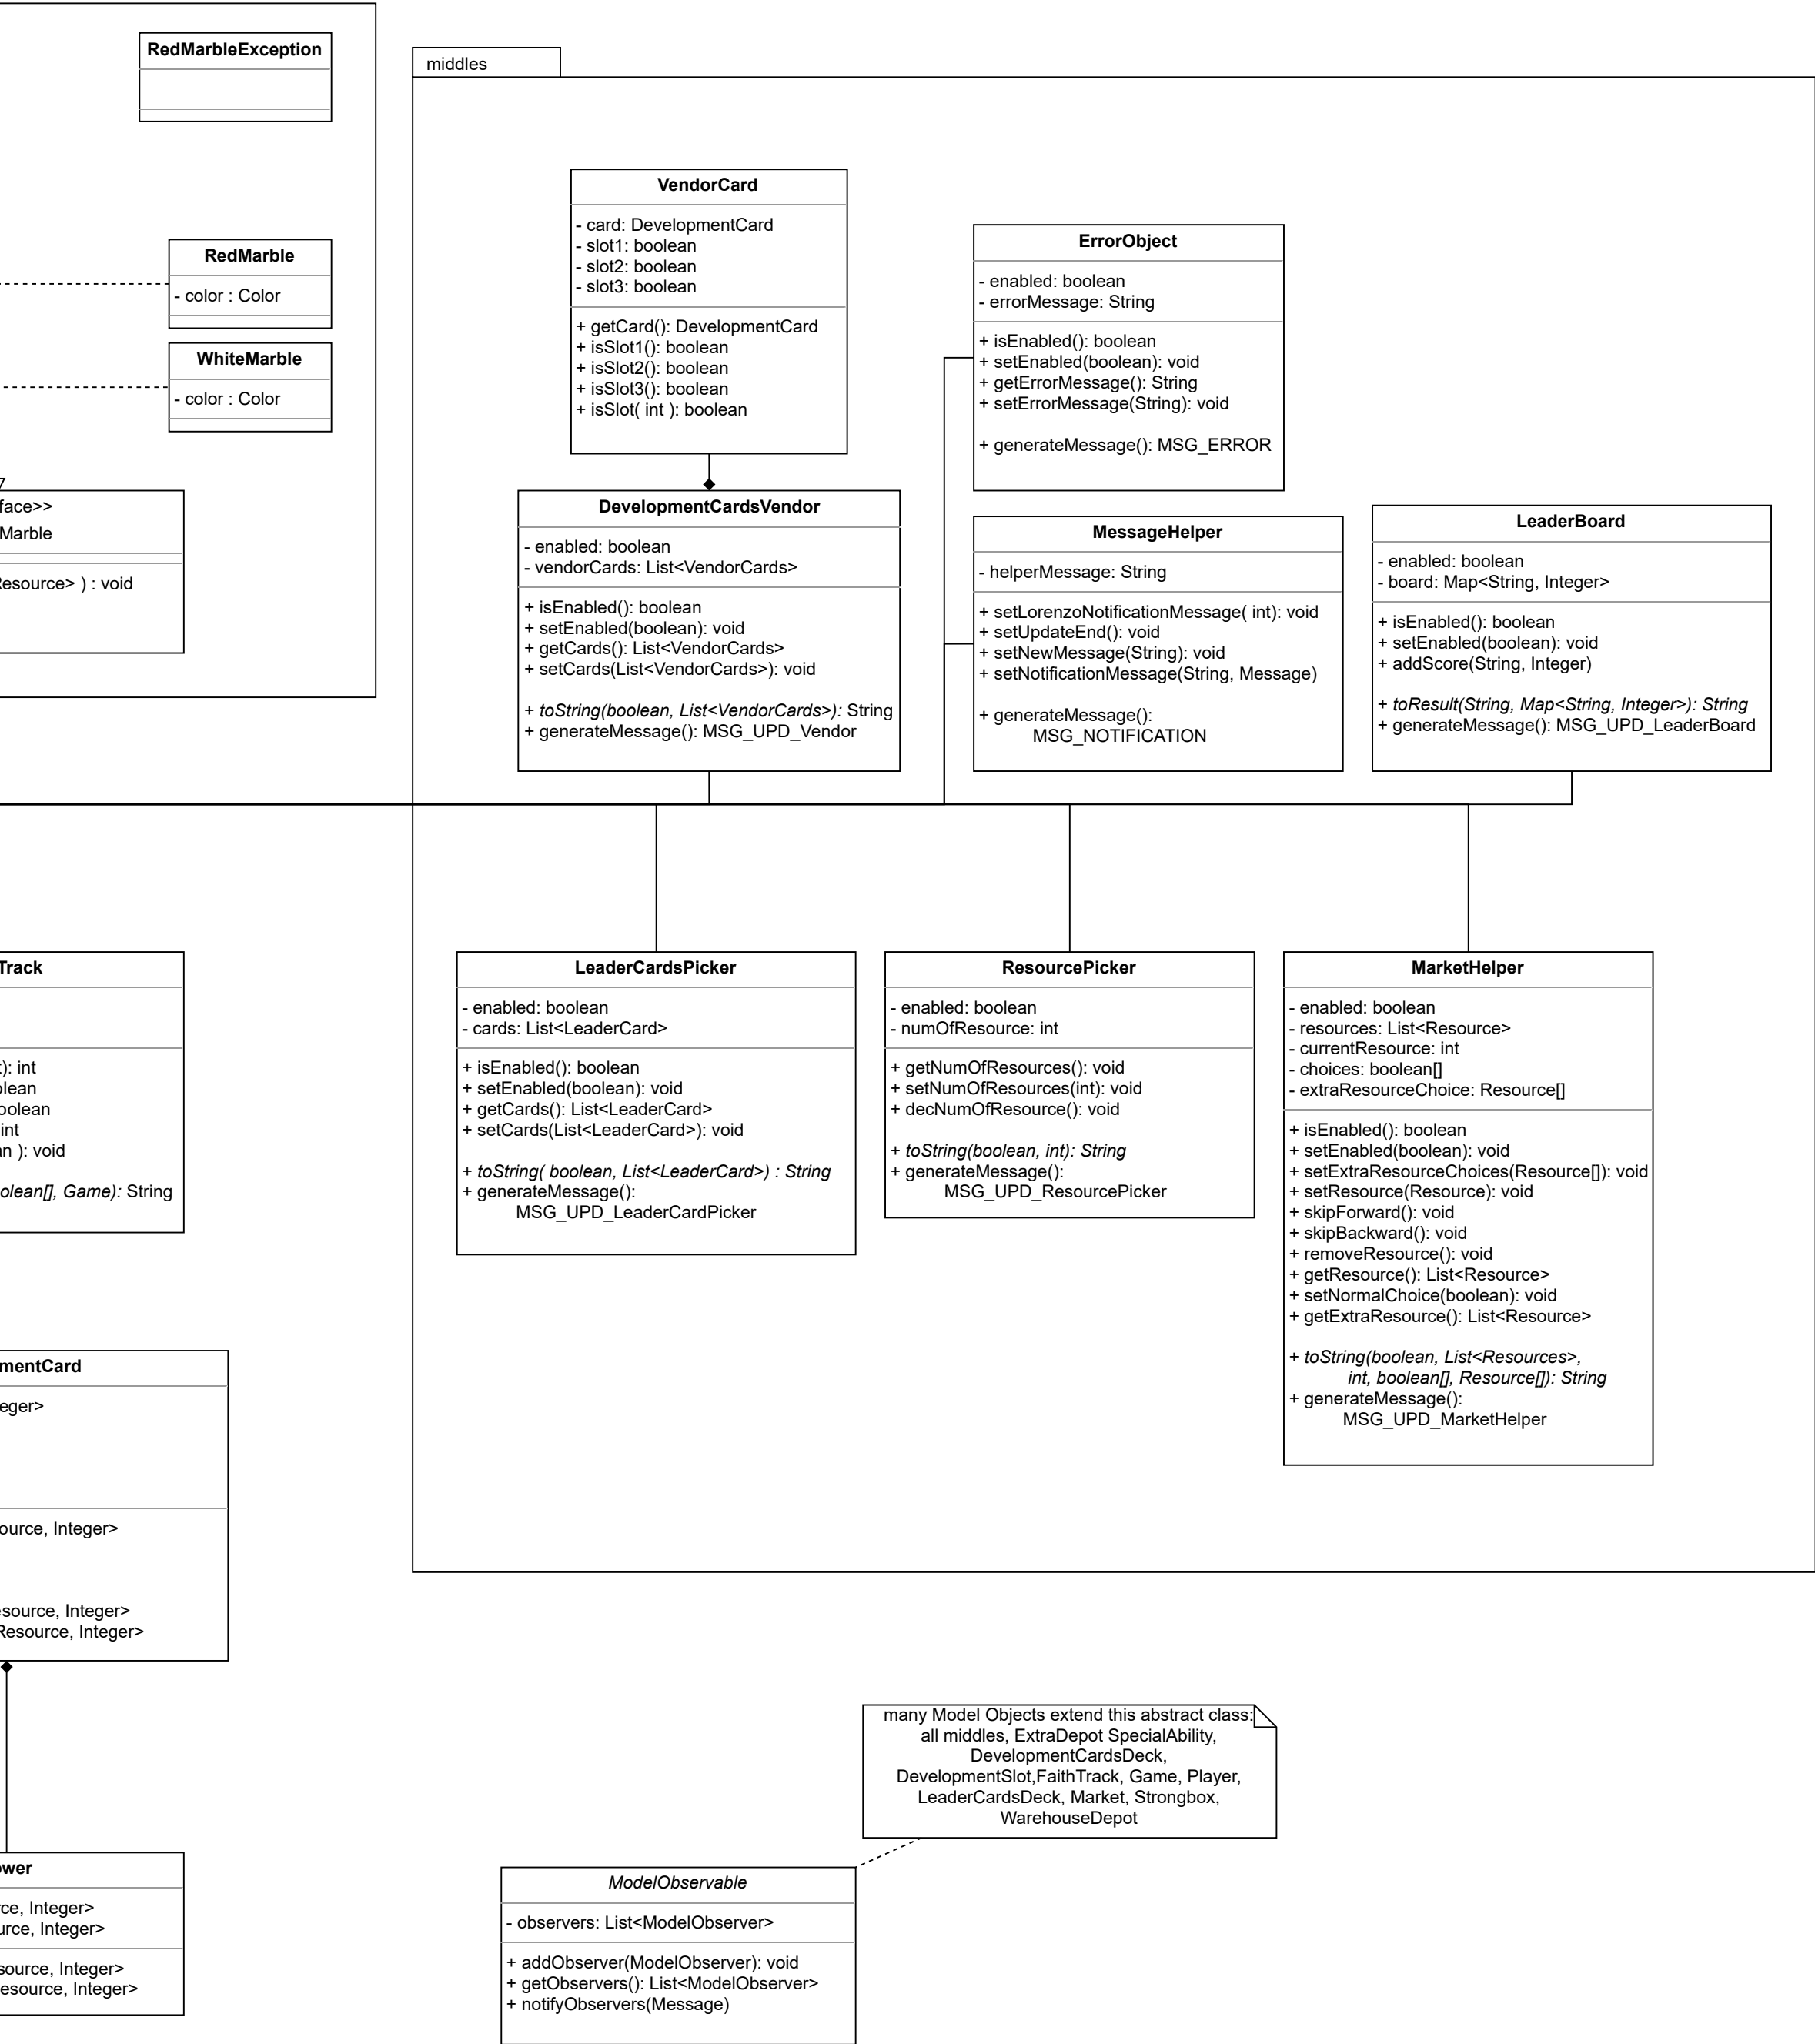 RedMarbleException
RedMarble
- color : Color
WhiteMarble
- color : Color
face>>
Marble
Resource> ) : void
Track
): int
olean
oolean
int
n ): void
olean[], Game): String
mentCard
eger>
ource, Integer>
source, Integer>
Resource, Integer>
wer
ce, Integer>
urce, Integer>
source, Integer>
esource, Integer>
middles
VendorCard
- card: DevelopmentCard
- slot1: boolean
- slot2: boolean
- slot3: boolean
+ getCard(): DevelopmentCard
+ isSlot1(): boolean
+ isSlot2(): boolean
+ isSlot3(): boolean
+ isSlot( int ): boolean
ErrorObject
- enabled: boolean
- errorMessage: String
+ isEnabled(): boolean
+ setEnabled(boolean): void
+ getErrorMessage(): String
+ setErrorMessage(String): void
+ generateMessage(): MSG_ERROR
DevelopmentCardsVendor
- enabled: boolean
- vendorCards: List<VendorCards>
+ isEnabled(): boolean
+ setEnabled(boolean): void
+ getCards(): List<VendorCards>
+ setCards(List<VendorCards>): void
+ toString(boolean, List<VendorCards>): String
+ generateMessage(): MSG_UPD_Vendor
MessageHelper
- helperMessage: String
+ setLorenzoNotificationMessage( int): void
+ setUpdateEnd(): void
+ setNewMessage(String): void
+ setNotificationMessage(String, Message)
+ generateMessage():
MSG_NOTIFICATION
LeaderBoard
- enabled: boolean
- board: Map<String, Integer>
+ isEnabled(): boolean
+ setEnabled(boolean): void
+ addScore(String, Integer)
+ toResult(String, Map<String, Integer>): String
+ generateMessage(): MSG_UPD_LeaderBoard
LeaderCardsPicker
- enabled: boolean
- cards: List<LeaderCard>
+ isEnabled(): boolean
+ setEnabled(boolean): void
+ getCards(): List<LeaderCard>
+ setCards(List<LeaderCard>): void
+ toString( boolean, List<LeaderCard>) : String
+ generateMessage():
MSG_UPD_LeaderCardPicker
ResourcePicker
- enabled: boolean
- numOfResource: int
+ getNumOfResources(): void
+ setNumOfResources(int): void
+ decNumOfResource(): void
+ toString(boolean, int): String
+ generateMessage():
MSG_UPD_ResourcePicker
MarketHelper
- enabled: boolean
- resources: List<Resource>
- currentResource: int
- choices: boolean[]
- extraResourceChoice: Resource[]
+ isEnabled(): boolean
+ setEnabled(boolean): void
+ setExtraResourceChoices(Resource[]): void
+ setResource(Resource): void
+ skipForward(): void
+ skipBackward(): void
+ removeResource(): void
+ getResource(): List<Resource>
+ setNormalChoice(boolean): void
+ getExtraResource(): List<Resource>
+ toString(boolean, List<Resources>,
int, boolean[], Resource[]): String
+ generateMessage():
MSG_UPD_MarketHelper
many Model Objects extend this abstract class:
all middles, ExtraDepot SpecialAbility,
DevelopmentCardsDeck,
DevelopmentSlot,FaithTrack, Game, Player,
LeaderCardsDeck, Market, Strongbox,
WarehouseDepot
ModelObservable
- observers: List<ModelObserver>
+ addObserver(ModelObserver): void
+ getObservers(): List<ModelObserver>
+ notifyObservers(Message)